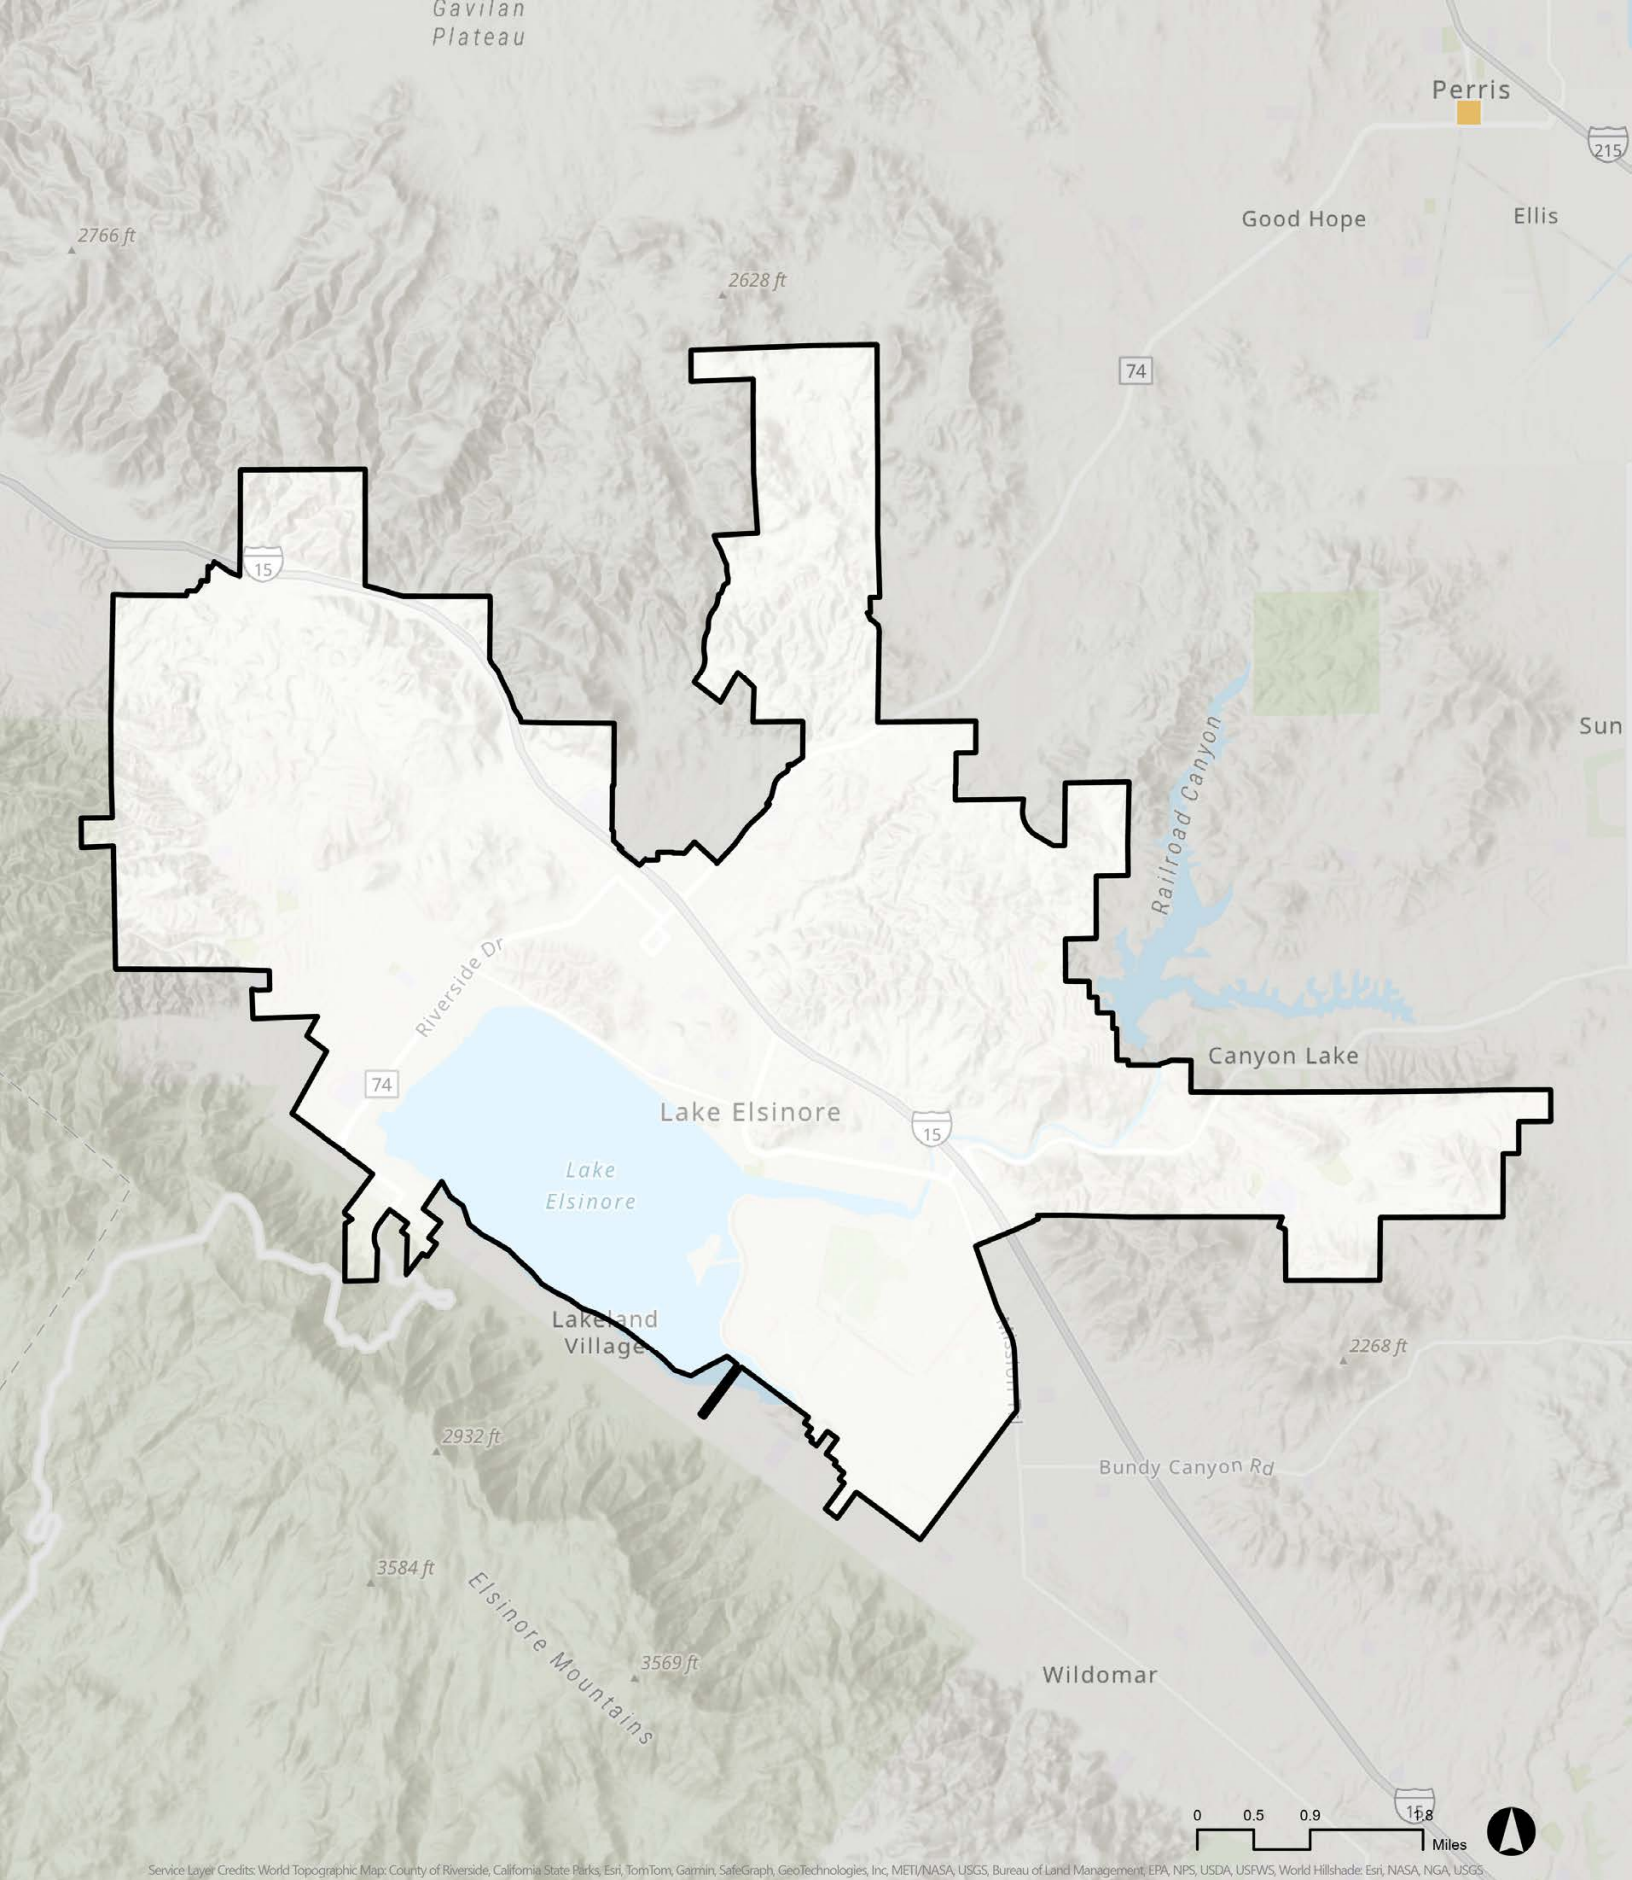 Gavilan
Plateau
Perris
215
Good Hope
Ellis
2766 ft
2628 ft
74
15
Sun
Railroad Canyon
Riverside Dr
Canyon Lake
74
Lake Elsinore
15
Lake
Elsinore
Lakeland
Village
2268 ft
2932 ft
Bundy Canyon Rd
3584 ft
Elsinore Mountains
3569 ft
Wildomar
15
0 0.5 0.9 1.8
Miles
Service Layer Credits: World Topographic Map: County of Riverside, California State Parks, Esri, TomTom, Garmin, SafeGraph, GeoTechnologies, Inc, METI/NASA, USGS, Bureau of Land Management, EPA, NPS, USDA, USFWS, World Hillshade: Esri, NASA, NGA, USGS